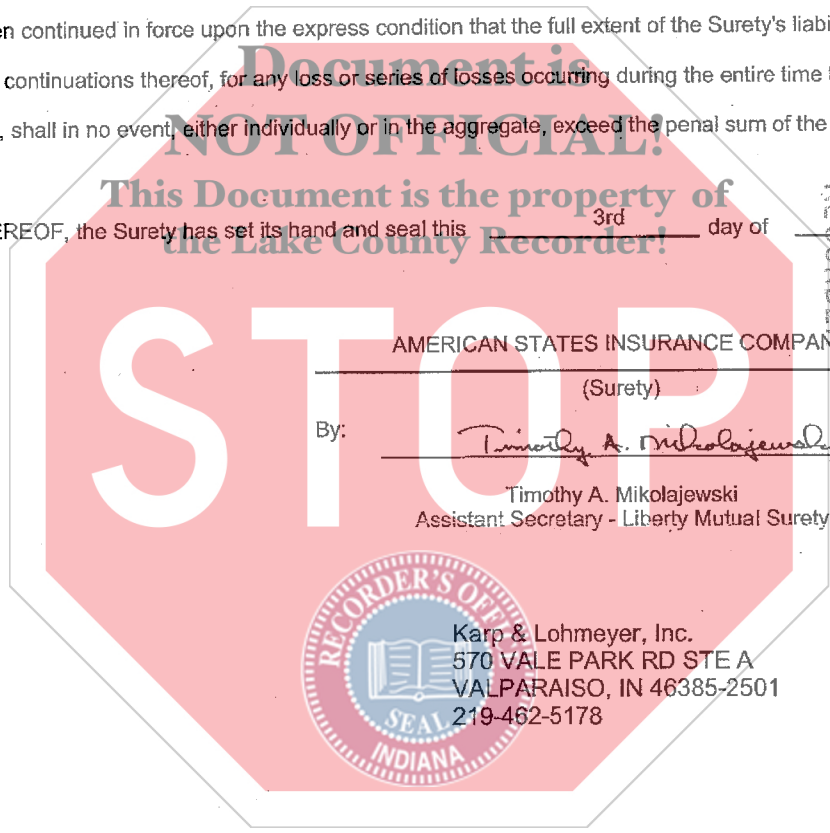 en continued in force upon the express condition that the full extent of the Surety's liabi
Document is
continuations thereof, for any loss or series of losses occurring during the entire time
, shall in no event, either individually or in the aggregate, exceed the penal sum of the
NOT OFFICIAL!
This Document is the property of
EREOF, the Surety has set its hand and seal this 3rd day of
the Lake County Recorder!
STOP
AMERICAN STATES INSURANCE COMPAN
(Surety)
By: Timothy A. Mikolajewsk
Timothy A. Mikolajewski
Assistant Secretary - Liberty Mutual Surety
RECORDER'S OFFICE
Karp & Lohmeyer, Inc.
570 VALE PARK RD STE A
VALPARAISO, IN 46385-2501
219-462-5178
SEAL
INDIANA